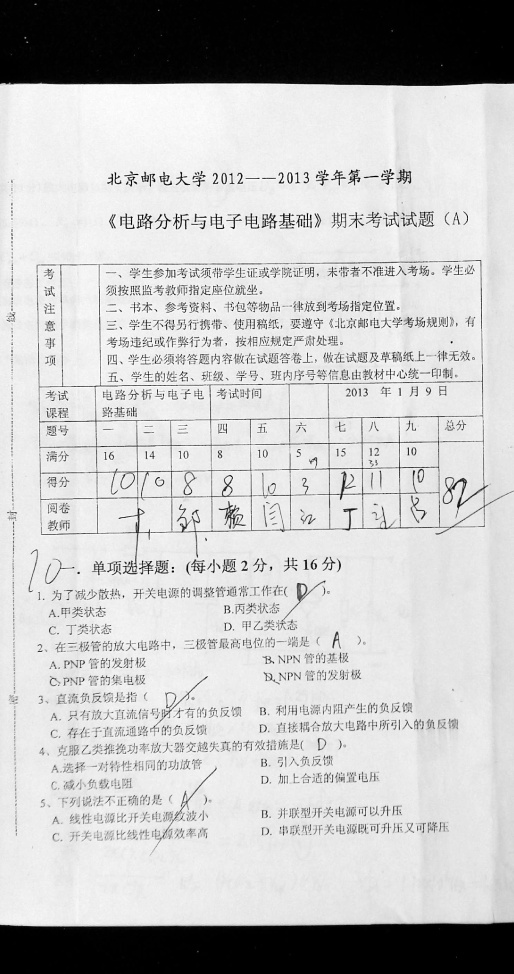 北京邮电大学2012——2013学年第一学期
《电路分析与电子电路基础》期末考试试题（A）
考试注意事项
一、学生参加考试须带学生证或学院证明，未带者不准进入考场。学生必
须按照监考教师指定座位就坐。
二、书本、参考资料、书包等物品一律放到考场指定位置。
三、学生不得另行携带、使用稿纸，要遵守《北京邮电大学考场规则》，有
考场违纪或作弊行为者，按相应规定严肃处理。
四、学生必须将答题内容做在试题答卷上，做在试题及草稿纸上一律无效。
五、学生的姓名、班级、学号、班内序号等信息由教材中心统一印制。
考试课程 电路分析与电子电路基础 考试时间 2013 年 1 月 9 日
题号 一 二 三 四 五 六 七 八 九 总分
满分 16 14 10 8 10 5 15 12 10
得分 10 10 8 8 10 3 12 11 10 82
阅卷教师 邹 赖 闫 江 丁
10
一．单项选择题：(每小题 2 分，共 16 分)
1. 为了减少散热，开关电源的调整管通常工作在( D )。
A.甲类状态 B.丙类状态
C. 丁类状态 D. 甲乙类状态
2、在三极管的放大电路中，三极管最高电位的一端是（ A ）。
A. PNP 管的发射极 B. NPN 管的基极
C. PNP 管的集电极 D. NPN 管的发射极
3、直流负反馈是指（ D ）。
A. 只有放大直流信号时才有的负反馈 B. 利用电源内阻产生的负反馈
C. 存在于直流通路中的负反馈 D. 直接耦合放大电路中所引入的负反馈
4、克服乙类推挽功率放大器交越失真的有效措施是( D )。
A.选择一对特性相同的功放管 B. 引入负反馈
C. 减小负载电阻 D. 加上合适的偏置电压
5、下列说法不正确的是（ A ）。
A. 线性电源比开关电源纹波小 B. 并联型开关电源可以升压
C. 开关电源比线性电源效率高 D. 串联型开关电源既可升压又可降压